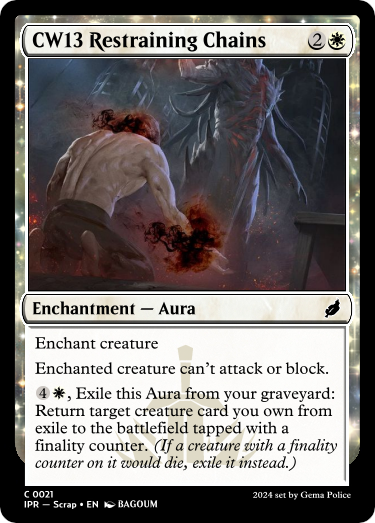 CW13 Restraining Chains 2
Enchantment — Aura
Enchant creature
Enchanted creature can't attack or block.
4, Exile this Aura from your graveyard:
Return target creature card you own from
exile to the battlefield tapped with a
finality counter. (If a creature with a finality
counter on it would die, exile it instead.)
C 0021
IPR — Scrap • EN BAGOUM
2024 set by Gema Police